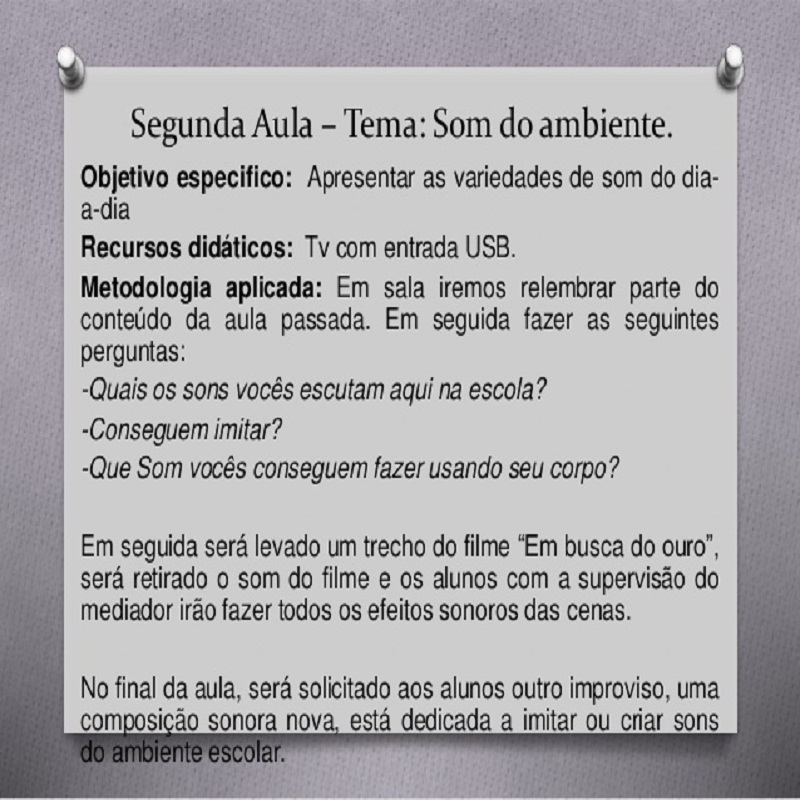 Segunda Aula – Tema: Som do ambiente.
Objetivo especifico: Apresentar as variedades de som do dia-
a-dia
Recursos didáticos: Tv com entrada USB.
Metodologia aplicada: Em sala iremos relembrar parte do
conteúdo da aula passada. Em seguida fazer as seguintes
perguntas:
-Quais os sons vocês escutam aqui na escola?
-Conseguem imitar?
-Que Som vocês conseguem fazer usando seu corpo?
Em seguida será levado um trecho do filme “Em busca do ouro”,
será retirado o som do filme e os alunos com a supervisão do
mediador irão fazer todos os efeitos sonoros das cenas.
No final da aula, será solicitado aos alunos outro improviso, uma
composição sonora nova, está dedicada a imitar ou criar sons
do ambiente escolar.